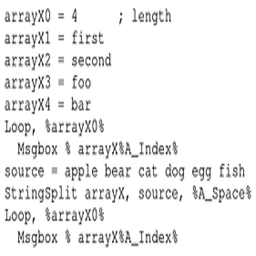 arrayX0 = 4      ; length
arrayX1 = first
arrayX2 = second
arrayX3 = foo
arrayX4 = bar
Loop, %arrayX0%
  Msgbox % arrayX%A_Index%
source = apple bear cat dog egg fish
StringSplit arrayX, source, %A_Space%
Loop, %arrayX0%
  Msgbox % arrayX%A_Index%